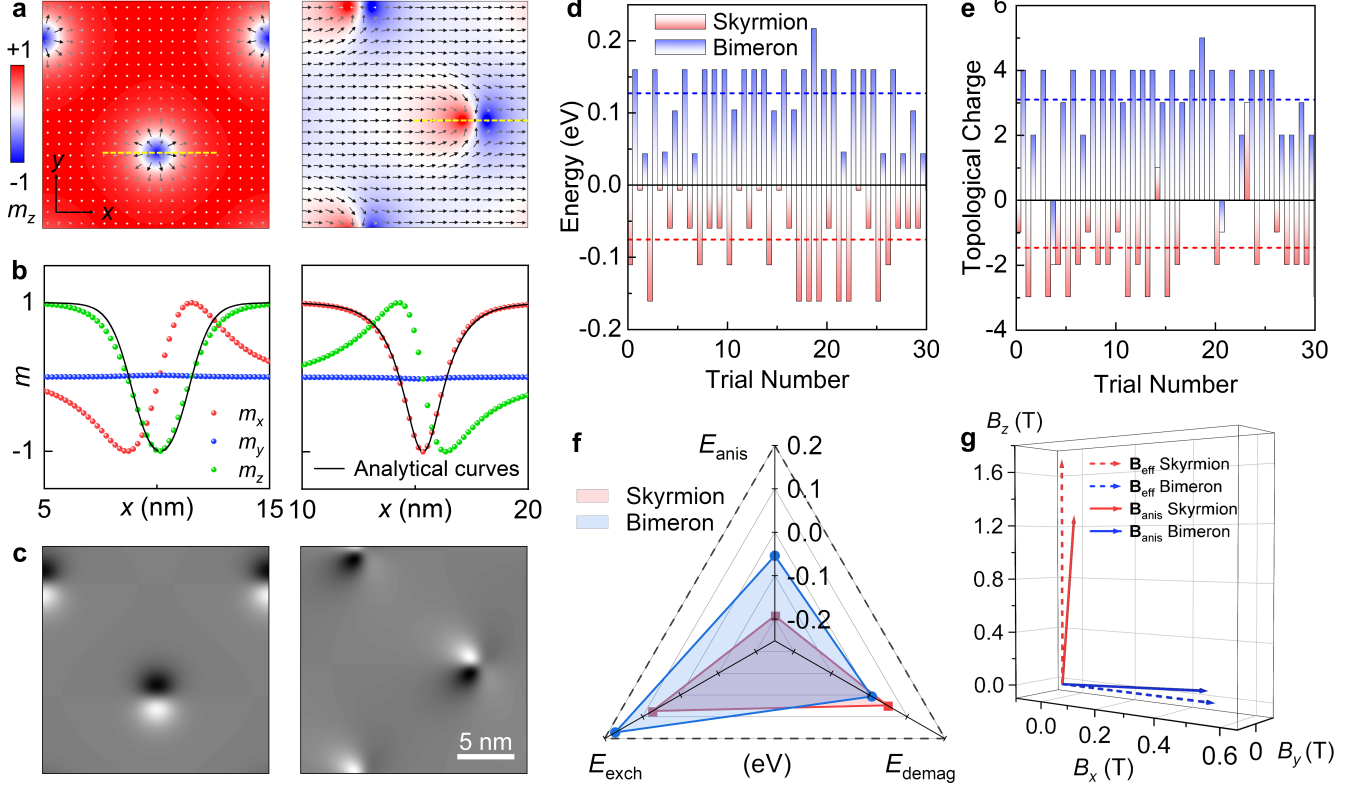 a
+1
-1
m_z
y
x
b
1
m
-1
m_x
m_y
m_z
Analytical curves
5
x (nm)
15
10
x (nm)
20
c
5 nm
d
Skyrmion
Bimeron
Energy (eV)
0.2
0.1
0.0
-0.1
-0.2
0
10
20
30
Trial Number
e
Topological Charge
6
4
2
0
-2
-4
0
10
20
30
Trial Number
f
Skyrmion
Bimeron
E_anis
0.2
0.1
0.0
-0.1
-0.2
E_exch
(eV)
E_demag
g
B_z (T)
1.6
1.2
0.8
0.4
0.0
B_eff Skyrmion
B_eff Bimeron
B_anis Skyrmion
B_anis Bimeron
0.0
0.2
0.4
0.6
B_x (T)
0
B_y (T)